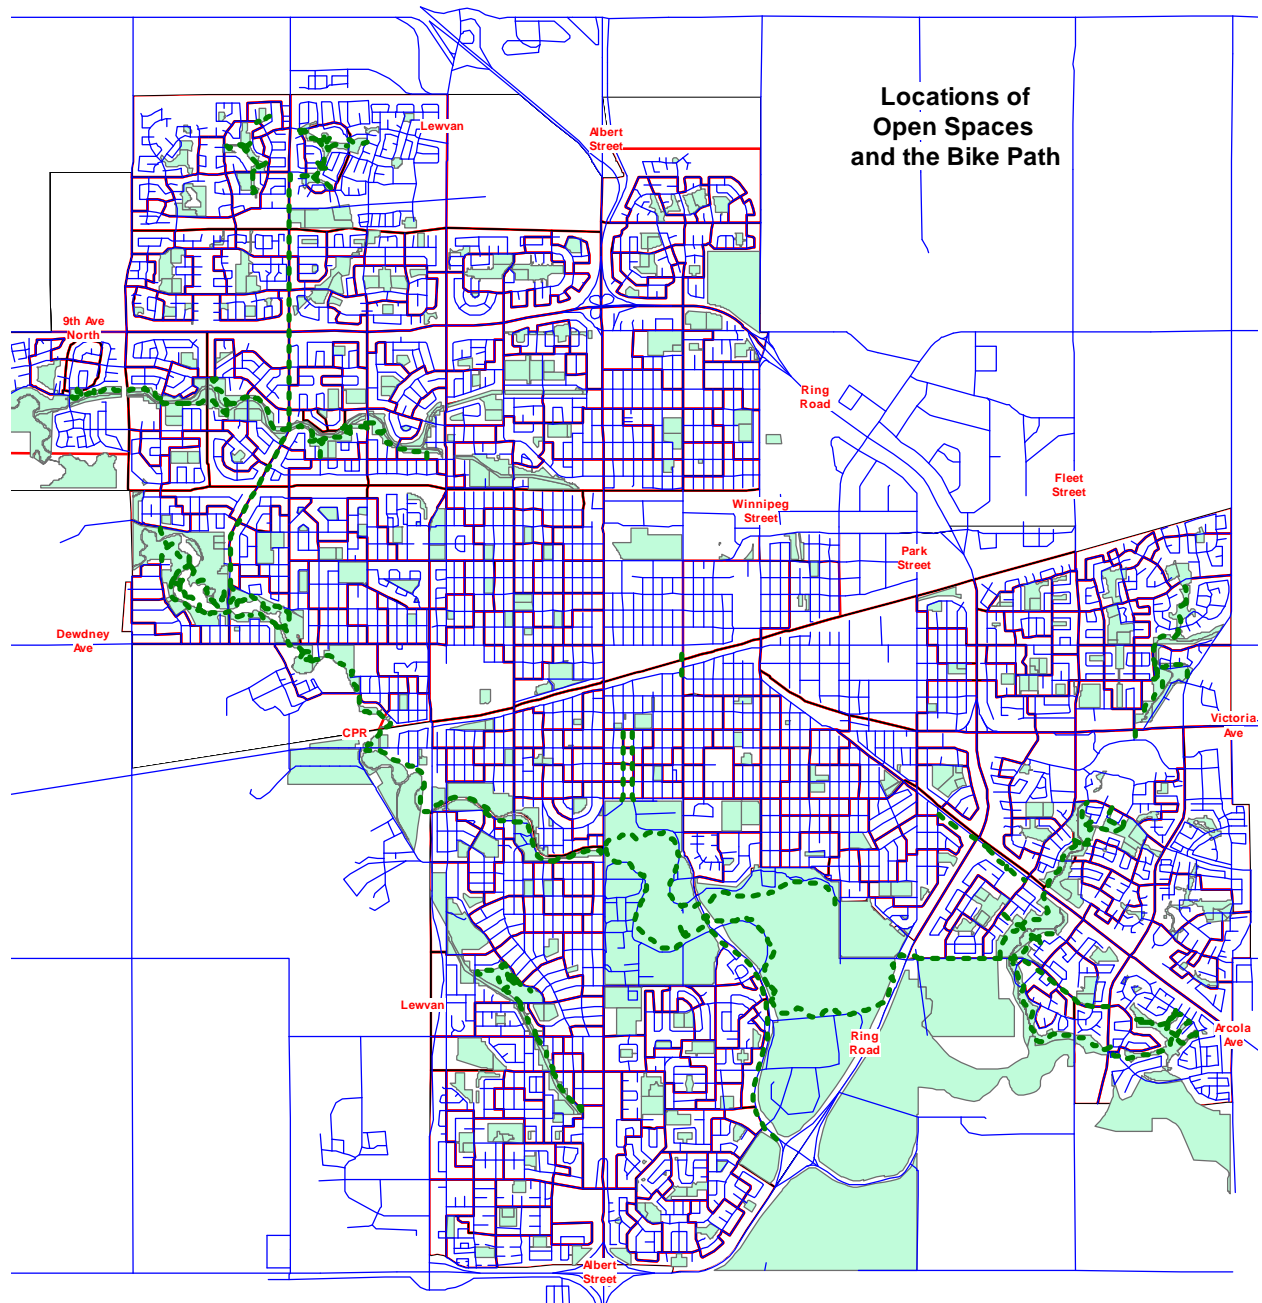 Locations of
Open Spaces
and the Bike Path
Lewvan
Albert
Street
9th Ave
North
Ring
Road
Fleet
Street
Winnipeg
Street
Park
Street
Dewdney
Ave
CPR
Victoria
Ave
Lewvan
Ring
Road
Arcola
Ave
Albert
Street